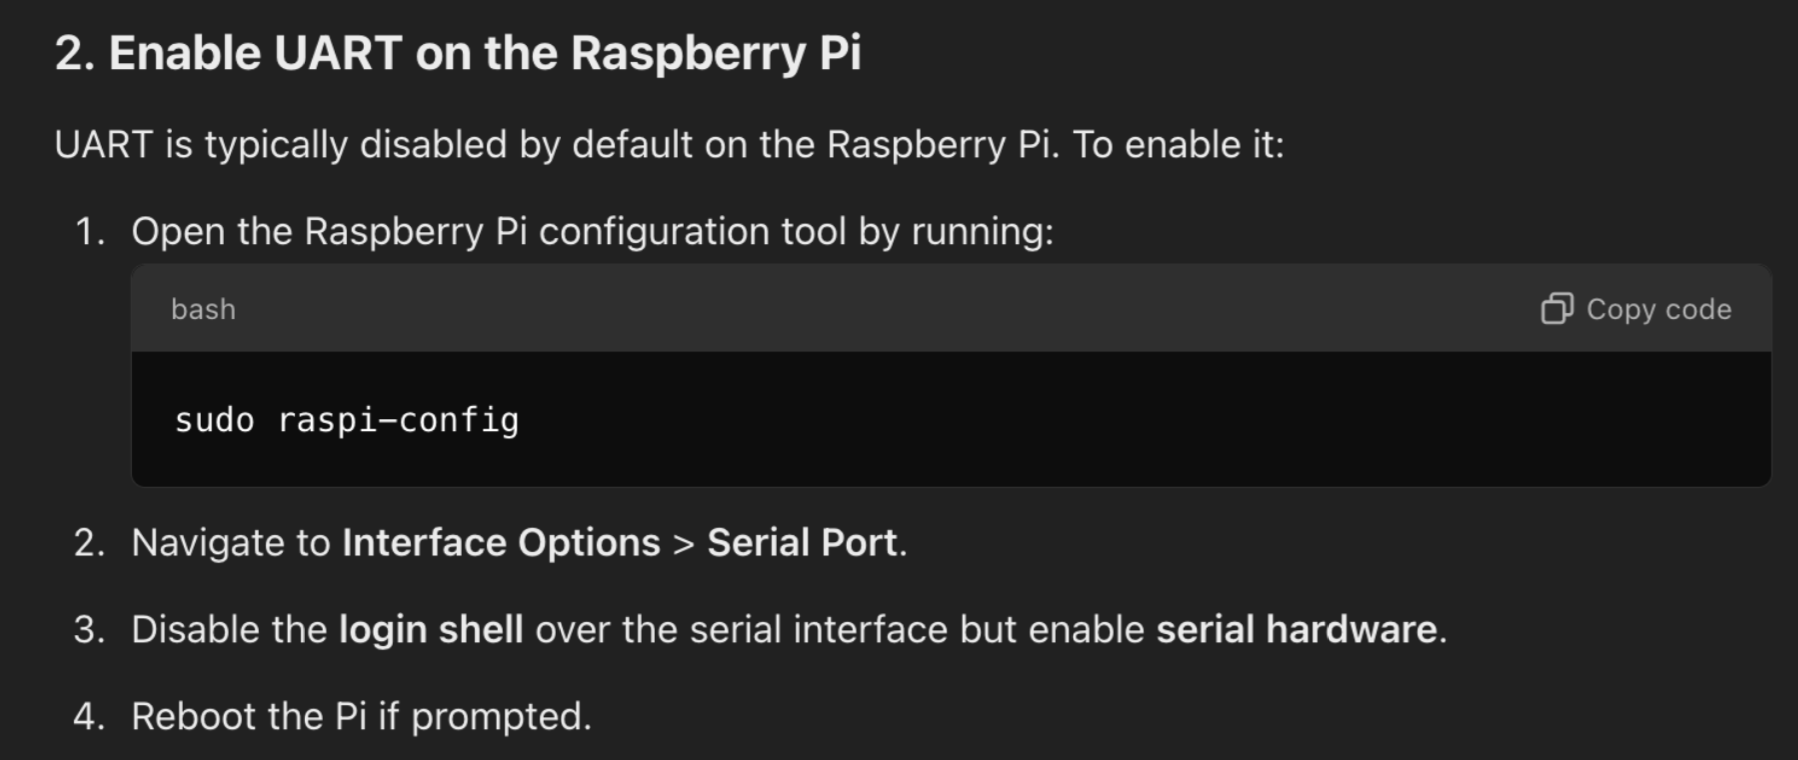 2. Enable UART on the Raspberry Pi
UART is typically disabled by default on the Raspberry Pi. To enable it:
1. Open the Raspberry Pi configuration tool by running:
bash
Copy code
sudo raspi-config
2. Navigate to Interface Options > Serial Port.
3. Disable the login shell over the serial interface but enable serial hardware.
4. Reboot the Pi if prompted.